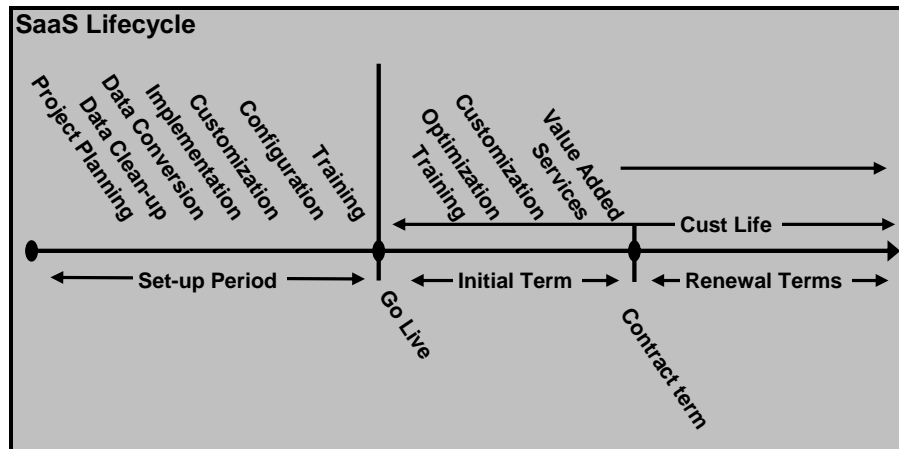 SaaS Lifecycle
Project Planning
Data Clean-up
Data Conversion
Implementation
Customization
Configuration
Training
Training
Optimization
Customization
Value Added
Services
Cust Life
Set-up Period
Initial Term
Renewal Terms
Go Live
Contract term